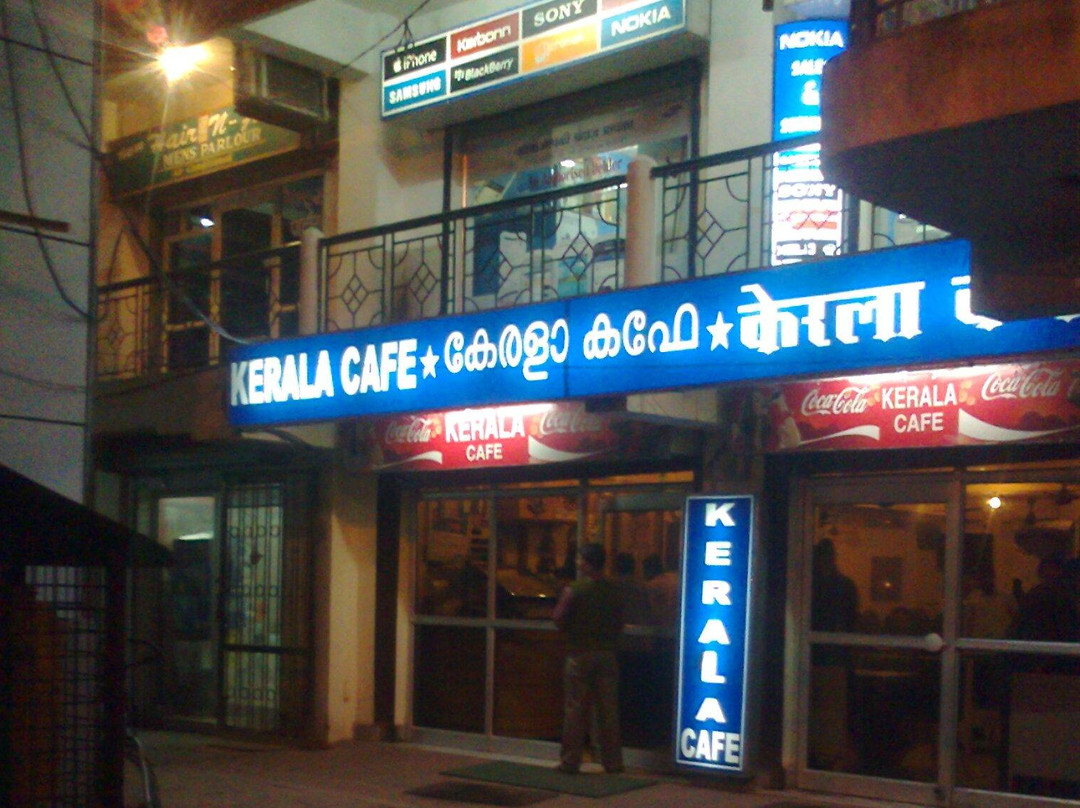 iPhone Karbonn SONY
SAMSUNG BlackBerry NOKIA
NOKIA
SALES
&
SONY
Hair N-
MENS PARLOUR
KERALA CAFE ★ കേരളാ കഫേ ★ केरला
Coca-Cola KERALA CAFE Coca-Cola
Coca-Cola KERALA CAFE Coca-Cola
KERALA
CAFE